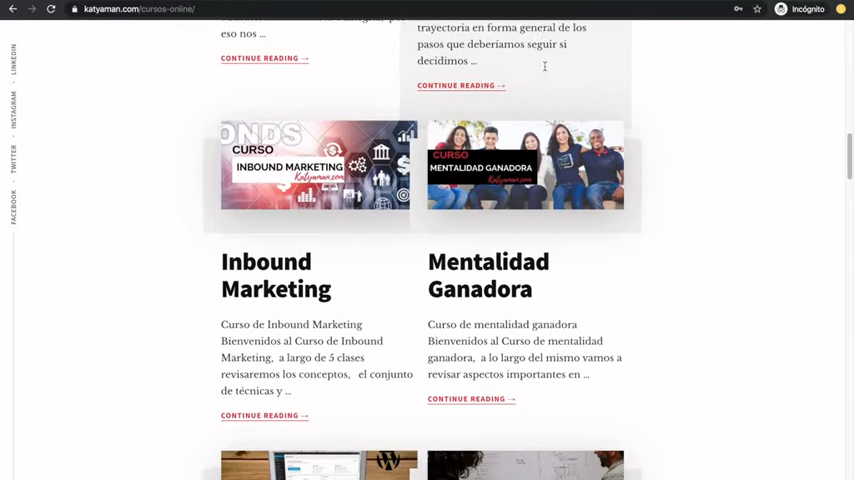 katyaman.com/cursos-online/
Incógnito
LINKEDIN
INSTAGRAM
TWITTER
FACEBOOK
eso nos ...
CONTINUE READING →
trayectoria en forma general de los
pasos que deberíamos seguir si
decidimos ...
CONTINUE READING →
ONDS
CURSO
INBOUND MARKETING
Katyaman.com
CURSO
MENTALIDAD GANADORA
Katyaman.com
Inbound
Marketing
Curso de Inbound Marketing
Bienvenidos al Curso de Inbound
Marketing, a largo de 5 clases
revisaremos los conceptos, el conjunto
de técnicas y ...
CONTINUE READING →
Mentalidad
Ganadora
Curso de mentalidad ganadora
Bienvenidos al Curso de mentalidad
ganadora, a lo largo del mismo vamos a
revisar aspectos importantes en ...
CONTINUE READING →